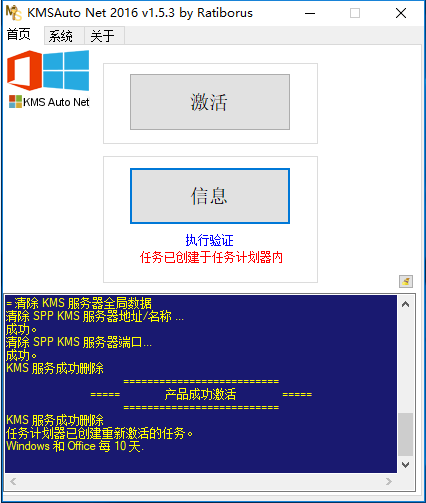 KMSAuto Net 2016 v1.5.3 by Ratiborus
首页 系统 关于
KMS Auto Net
激活
信息
执行验证
任务已创建于任务计划器内
= 清除 KMS 服务器全局数据
清除 SPP KMS 服务器地址/名称 ...
成功。
清除 SPP KMS 服务器端口...
成功。
KMS 服务成功删除
==========================
===== 产品成功激活 =====
==========================
KMS 服务成功删除
任务计划器已创建重新激活的任务。
Windows 和 Office 每 10 天.